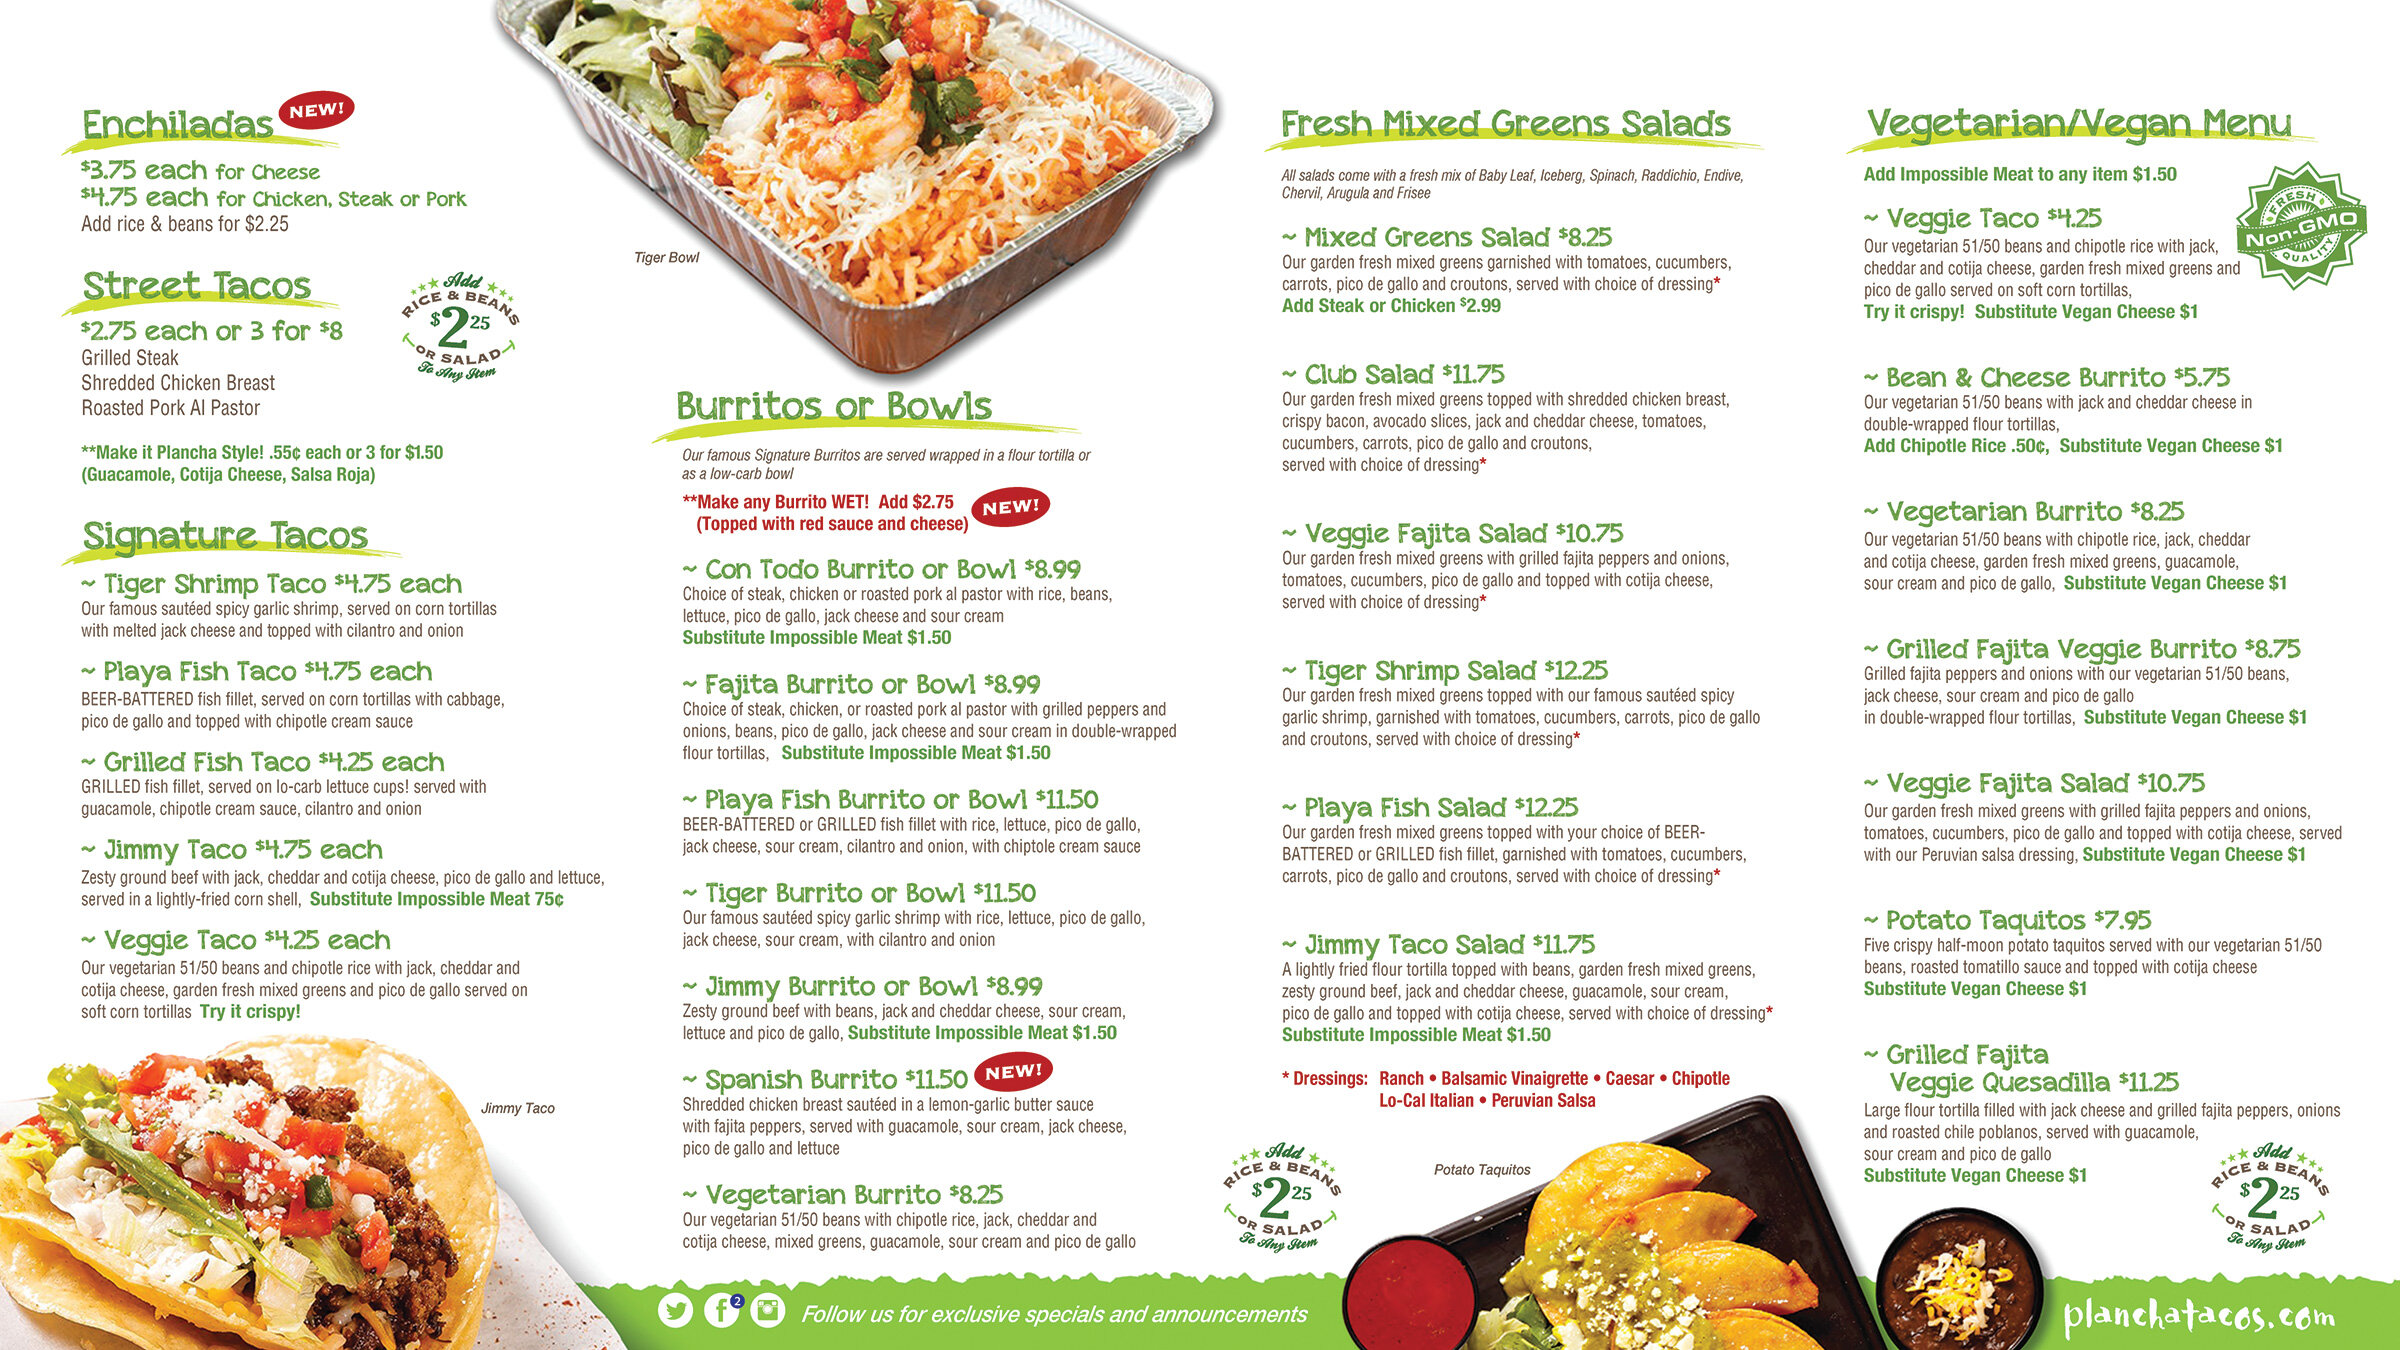 Enchiladas
NEW!
$3.75 each for Cheese
$4.75 each for Chicken, Steak or Pork
Add rice & beans for $2.25
Street Tacos
$2.75 each or 3 for $8
Grilled Steak
Shredded Chicken Breast
Roasted Pork Al Pastor
Add
RICE & BEANS
$2 25
OR SALAD
To Any Item
**Make it Plancha Style! .55¢ each or 3 for $1.50
(Guacamole, Cotija Cheese, Salsa Roja)
Signature Tacos
~ Tiger Shrimp Taco $4.75 each
Our famous sautéed spicy garlic shrimp, served on corn tortillas
with melted jack cheese and topped with cilantro and onion
~ Playa Fish Taco $4.75 each
BEER-BATTERED fish fillet, served on corn tortillas with cabbage,
pico de gallo and topped with chipotle cream sauce
~ Grilled Fish Taco $4.25 each
GRILLED fish fillet, served on lo-carb lettuce cups! served with
guacamole, chipotle cream sauce, cilantro and onion
~ Jimmy Taco $4.75 each
Zesty ground beef with jack, cheddar and cotija cheese, pico de gallo and lettuce,
served in a lightly-fried corn shell, Substitute Impossible Meat 75¢
~ Veggie Taco $4.25 each
Our vegetarian 51/50 beans and chipotle rice with jack, cheddar and
cotija cheese, garden fresh mixed greens and pico de gallo served on
soft corn tortillas Try it crispy!
Jimmy Taco
Tiger Bowl
Burritos or Bowls
Our famous Signature Burritos are served wrapped in a flour tortilla or
as a low-carb bowl
**Make any Burrito WET! Add $2.75
(Topped with red sauce and cheese)
NEW!
~ Con Todo Burrito or Bowl $8.99
Choice of steak, chicken or roasted pork al pastor with rice, beans,
lettuce, pico de gallo, jack cheese and sour cream
Substitute Impossible Meat $1.50
~ Fajita Burrito or Bowl $8.99
Choice of steak, chicken, or roasted pork al pastor with grilled peppers and
onions, beans, pico de gallo, jack cheese and sour cream in double-wrapped
flour tortillas, Substitute Impossible Meat $1.50
~ Playa Fish Burrito or Bowl $11.50
BEER-BATTERED or GRILLED fish fillet with rice, lettuce, pico de gallo,
jack cheese, sour cream, cilantro and onion, with chiptole cream sauce
~ Tiger Burrito or Bowl $11.50
Our famous sautéed spicy garlic shrimp with rice, lettuce, pico de gallo,
jack cheese, sour cream, with cilantro and onion
~ Jimmy Burrito or Bowl $8.99
Zesty ground beef with beans, jack and cheddar cheese, sour cream,
lettuce and pico de gallo, Substitute Impossible Meat $1.50
~ Spanish Burrito $11.50 NEW!
Shredded chicken breast sautéed in a lemon-garlic butter sauce
with fajita peppers, served with guacamole, sour cream, jack cheese,
pico de gallo and lettuce
~ Vegetarian Burrito $8.25
Our vegetarian 51/50 beans with chipotle rice, jack, cheddar and
cotija cheese, mixed greens, guacamole, sour cream and pico de gallo
Fresh Mixed Greens Salads
All salads come with a fresh mix of Baby Leaf, Iceberg, Spinach, Raddichio, Endive,
Chervil, Arugula and Frisee
~ Mixed Greens Salad $8.25
Our garden fresh mixed greens garnished with tomatoes, cucumbers,
carrots, pico de gallo and croutons, served with choice of dressing*
Add Steak or Chicken $2.99
~ Club Salad $11.75
Our garden fresh mixed greens topped with shredded chicken breast,
crispy bacon, avocado slices, jack and cheddar cheese, tomatoes,
cucumbers, carrots, pico de gallo and croutons,
served with choice of dressing*
~ Veggie Fajita Salad $10.75
Our garden fresh mixed greens with grilled fajita peppers and onions,
tomatoes, cucumbers, pico de gallo and topped with cotija cheese,
served with choice of dressing*
~ Tiger Shrimp Salad $12.25
Our garden fresh mixed greens topped with our famous sautéed spicy
garlic shrimp, garnished with tomatoes, cucumbers, carrots, pico de gallo
and croutons, served with choice of dressing*
~ Playa Fish Salad $12.25
Our garden fresh mixed greens topped with your choice of BEER-
BATTERED or GRILLED fish fillet, garnished with tomatoes, cucumbers,
carrots, pico de gallo and croutons, served with choice of dressing*
~ Jimmy Taco Salad $11.75
A lightly fried flour tortilla topped with beans, garden fresh mixed greens,
zesty ground beef, jack and cheddar cheese, guacamole, sour cream,
pico de gallo and topped with cotija cheese, served with choice of dressing*
Substitute Impossible Meat $1.50
* Dressings: Ranch • Balsamic Vinaigrette • Caesar • Chipotle
Lo-Cal Italian • Peruvian Salsa
Add
RICE & BEANS
$2 25
OR SALAD
To Any Item
Potato Taquitos
Vegetarian/Vegan Menu
Add Impossible Meat to any item $1.50
FRESH
Non-GMO
QUALITY
~ Veggie Taco $4.25
Our vegetarian 51/50 beans and chipotle rice with jack,
cheddar and cotija cheese, garden fresh mixed greens and
pico de gallo served on soft corn tortillas,
Try it crispy! Substitute Vegan Cheese $1
~ Bean & Cheese Burrito $5.75
Our vegetarian 51/50 beans with jack and cheddar cheese in
double-wrapped flour tortillas,
Add Chipotle Rice .50¢, Substitute Vegan Cheese $1
~ Vegetarian Burrito $8.25
Our vegetarian 51/50 beans with chipotle rice, jack, cheddar
and cotija cheese, garden fresh mixed greens, guacamole,
sour cream and pico de gallo, Substitute Vegan Cheese $1
~ Grilled Fajita Veggie Burrito $8.75
Grilled fajita peppers and onions with our vegetarian 51/50 beans,
jack cheese, sour cream and pico de gallo
in double-wrapped flour tortillas, Substitute Vegan Cheese $1
~ Veggie Fajita Salad $10.75
Our garden fresh mixed greens with grilled fajita peppers and onions,
tomatoes, cucumbers, pico de gallo and topped with cotija cheese, served
with our Peruvian salsa dressing, Substitute Vegan Cheese $1
~ Potato Taquitos $7.95
Five crispy half-moon potato taquitos served with our vegetarian 51/50
beans, roasted tomatillo sauce and topped with cotija cheese
Substitute Vegan Cheese $1
~ Grilled Fajita
Veggie Quesadilla $11.25
Large flour tortilla filled with jack cheese and grilled fajita peppers, onions
and roasted chile poblanos, served with guacamole,
sour cream and pico de gallo
Substitute Vegan Cheese $1
Add
RICE & BEANS
$2 25
OR SALAD
To Any Item
2
Follow us for exclusive specials and announcements
planchatacos.com